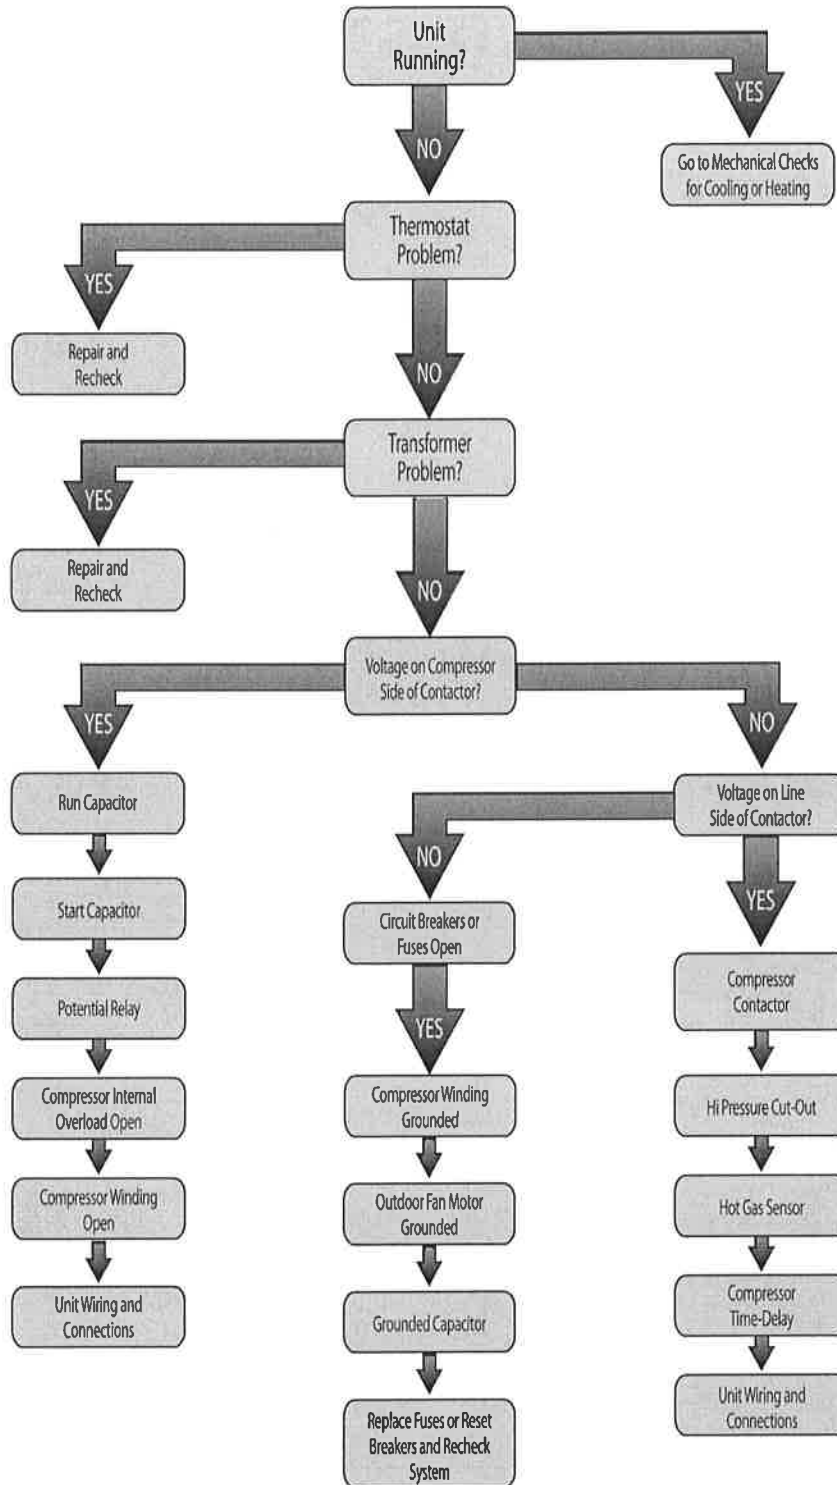 Unit
Running?
YES
NO
Go to Mechanical Checks
for Cooling or Heating
Thermostat
Problem?
YES
Repair and
Recheck
NO
Transformer
Problem?
YES
Repair and
Recheck
NO
Voltage on Compressor
Side of Contactor?
YES
NO
Run Capacitor
Start Capacitor
Potential Relay
Compressor Internal
Overload Open
Compressor Winding
Open
Unit Wiring and
Connections
Voltage on Line
Side of Contactor?
NO
Circuit Breakers or
Fuses Open
YES
Compressor Winding
Grounded
Outdoor Fan Motor
Grounded
Grounded Capacitor
Replace Fuses or Reset
Breakers and Recheck
System
YES
Compressor
Contactor
Hi Pressure Cut-Out
Hot Gas Sensor
Compressor
Time-Delay
Unit Wiring and
Connections